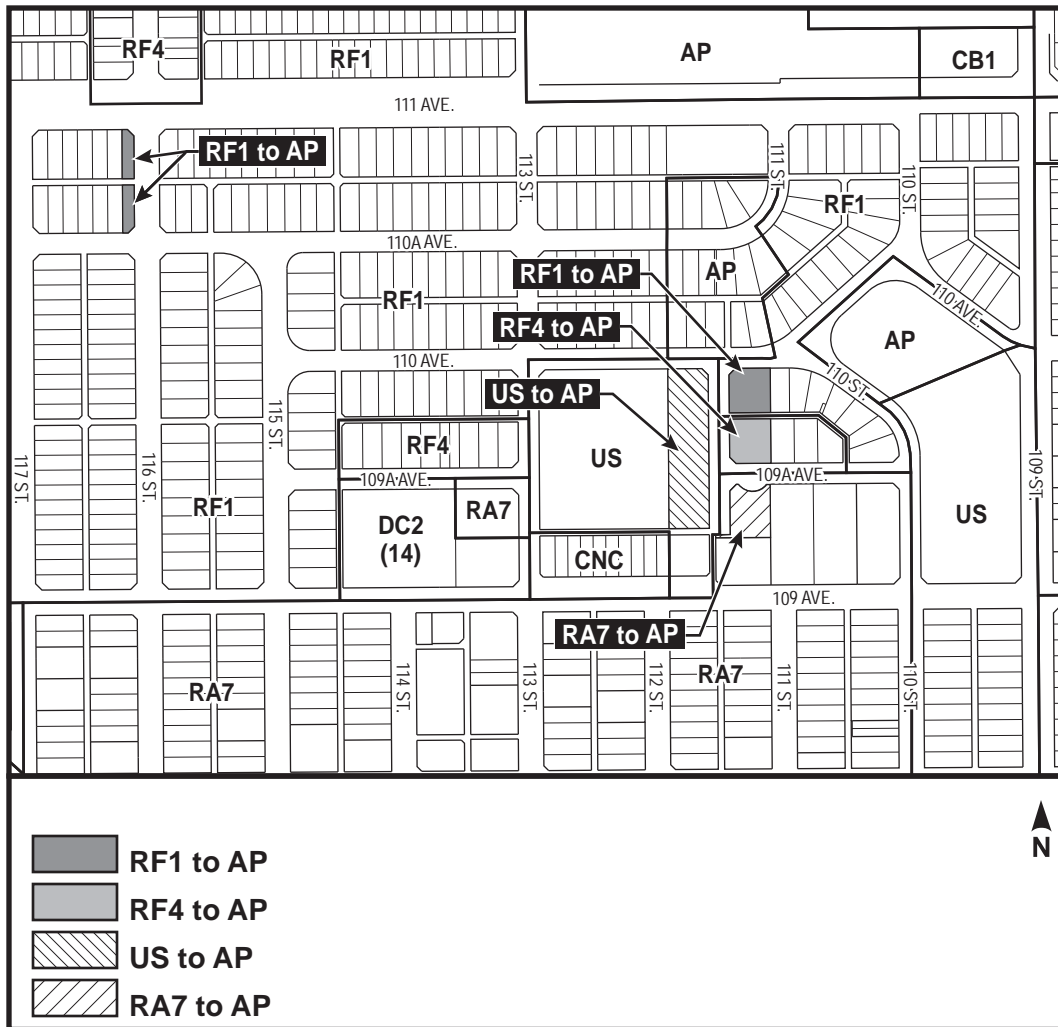 RF4
RF1
AP
CB1
111 AVE.
RF1 to AP
113 ST.
111 ST.
110 ST.
RF1
110A AVE.
AP
RF1 to AP
RF1
110 AVE.
RF4 to AP
AP
110 AVE.
110 ST.
US to AP
115 ST.
RF4
US
109A AVE.
109A AVE.
117 ST.
116 ST.
RF1
RA7
DC2
(14)
109 ST.
US
CNC
109 AVE.
RA7 to AP
RA7
114 ST.
113 ST.
112 ST.
RA7
111 ST.
110 ST.
N
RF1 to AP
RF4 to AP
US to AP
RA7 to AP